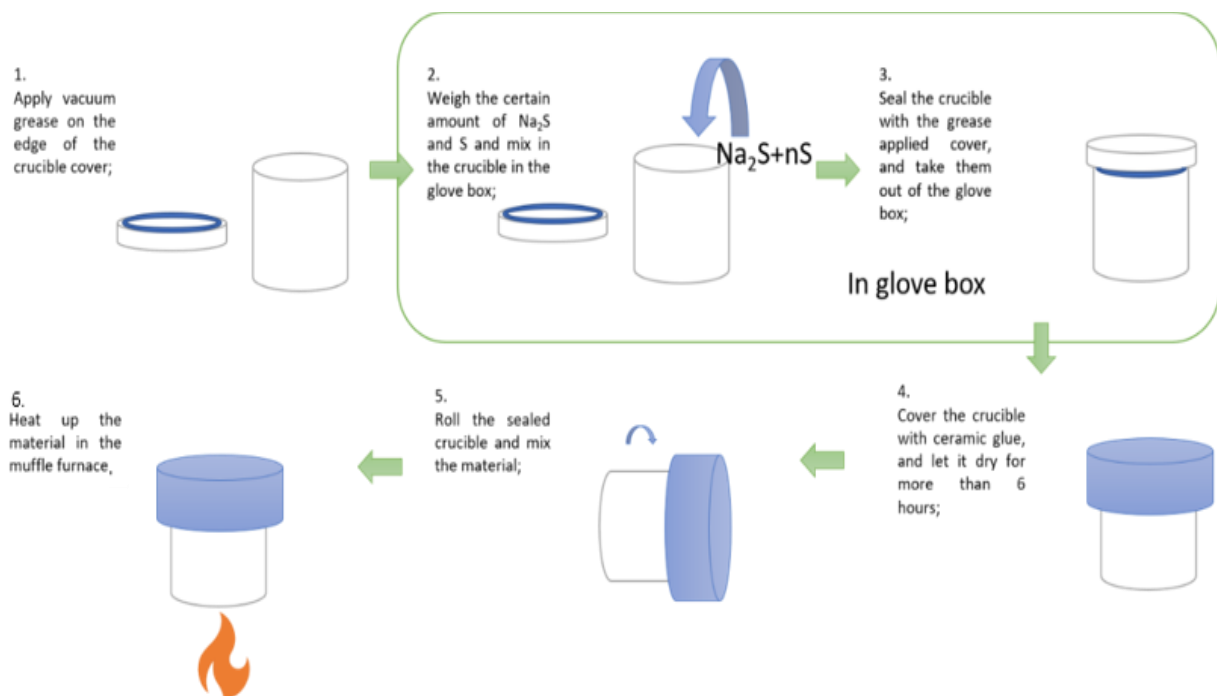 1.
Apply vacuum
grease on the
edge of the
crucible cover;
2.
Weigh the certain
amount of Na₂S
and S and mix in
the crucible in the
glove box;
Na₂S+nS
3.
Seal the crucible
with the grease
applied cover,
and take them
out of the glove
box;
In glove box
4.
Cover the crucible
with ceramic glue,
and let it dry for
more than 6
hours;
5.
Roll the sealed
crucible and mix
the material;
6.
Heat up the
material in the
muffle furnace,